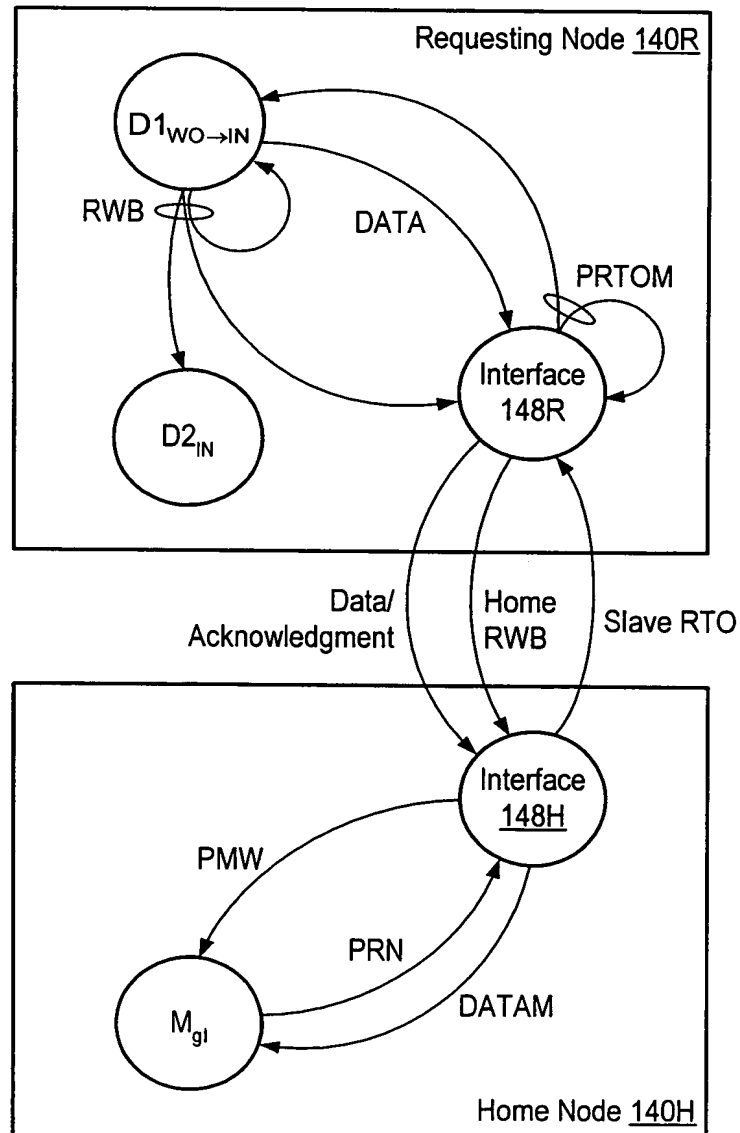 Requesting Node 140R
D1WO→IN
RWB
DATA
PRTOM
Interface
148R
D2IN
Data/
Acknowledgment
Home
RWB
Slave RTO
Interface
148H
PMW
PRN
DATAM
MgI
Home Node 140H